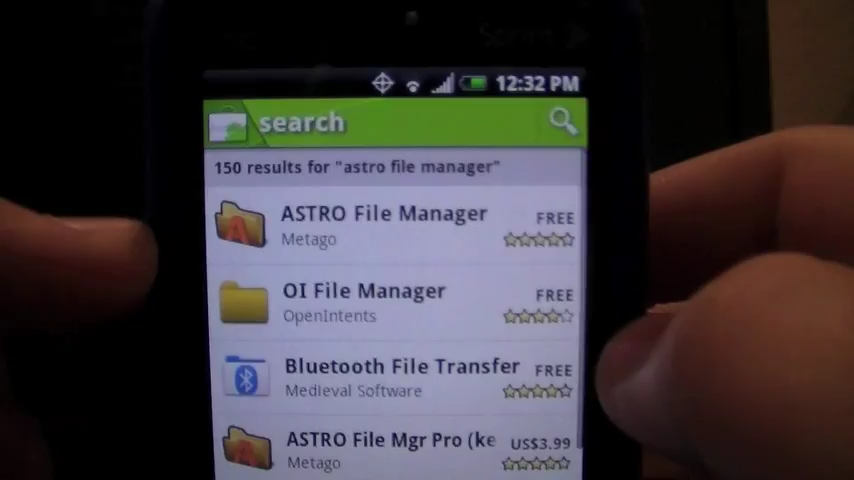 Sprint
12:32 PM
search
150 results for "astro file manager"
ASTRO File Manager
FREE
Metago
OI File Manager
FREE
OpenIntents
Bluetooth File Transfer
FREE
Medieval Software
ASTRO File Mgr Pro (ke
US$3.99
Metago